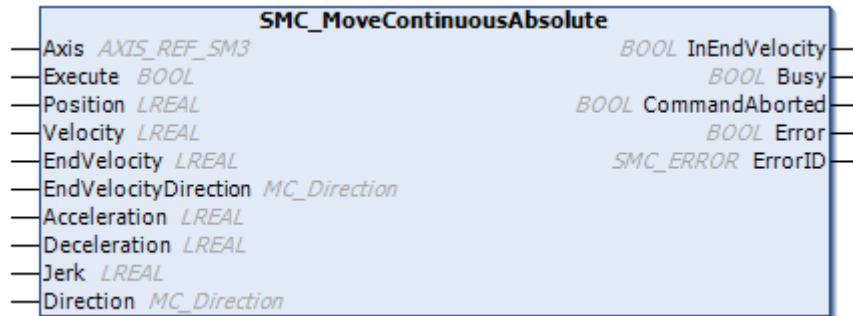 SMC_MoveContinuousAbsolute
Axis AXIS_REF_SM3 BOOL InEndVelocity
Execute BOOL BOOL Busy
Position LREAL BOOL CommandAborted
Velocity LREAL BOOL Error
EndVelocity LREAL SMC_ERROR ErrorID
EndVelocityDirection MC_Direction
Acceleration LREAL
Deceleration LREAL
Jerk LREAL
Direction MC_Direction